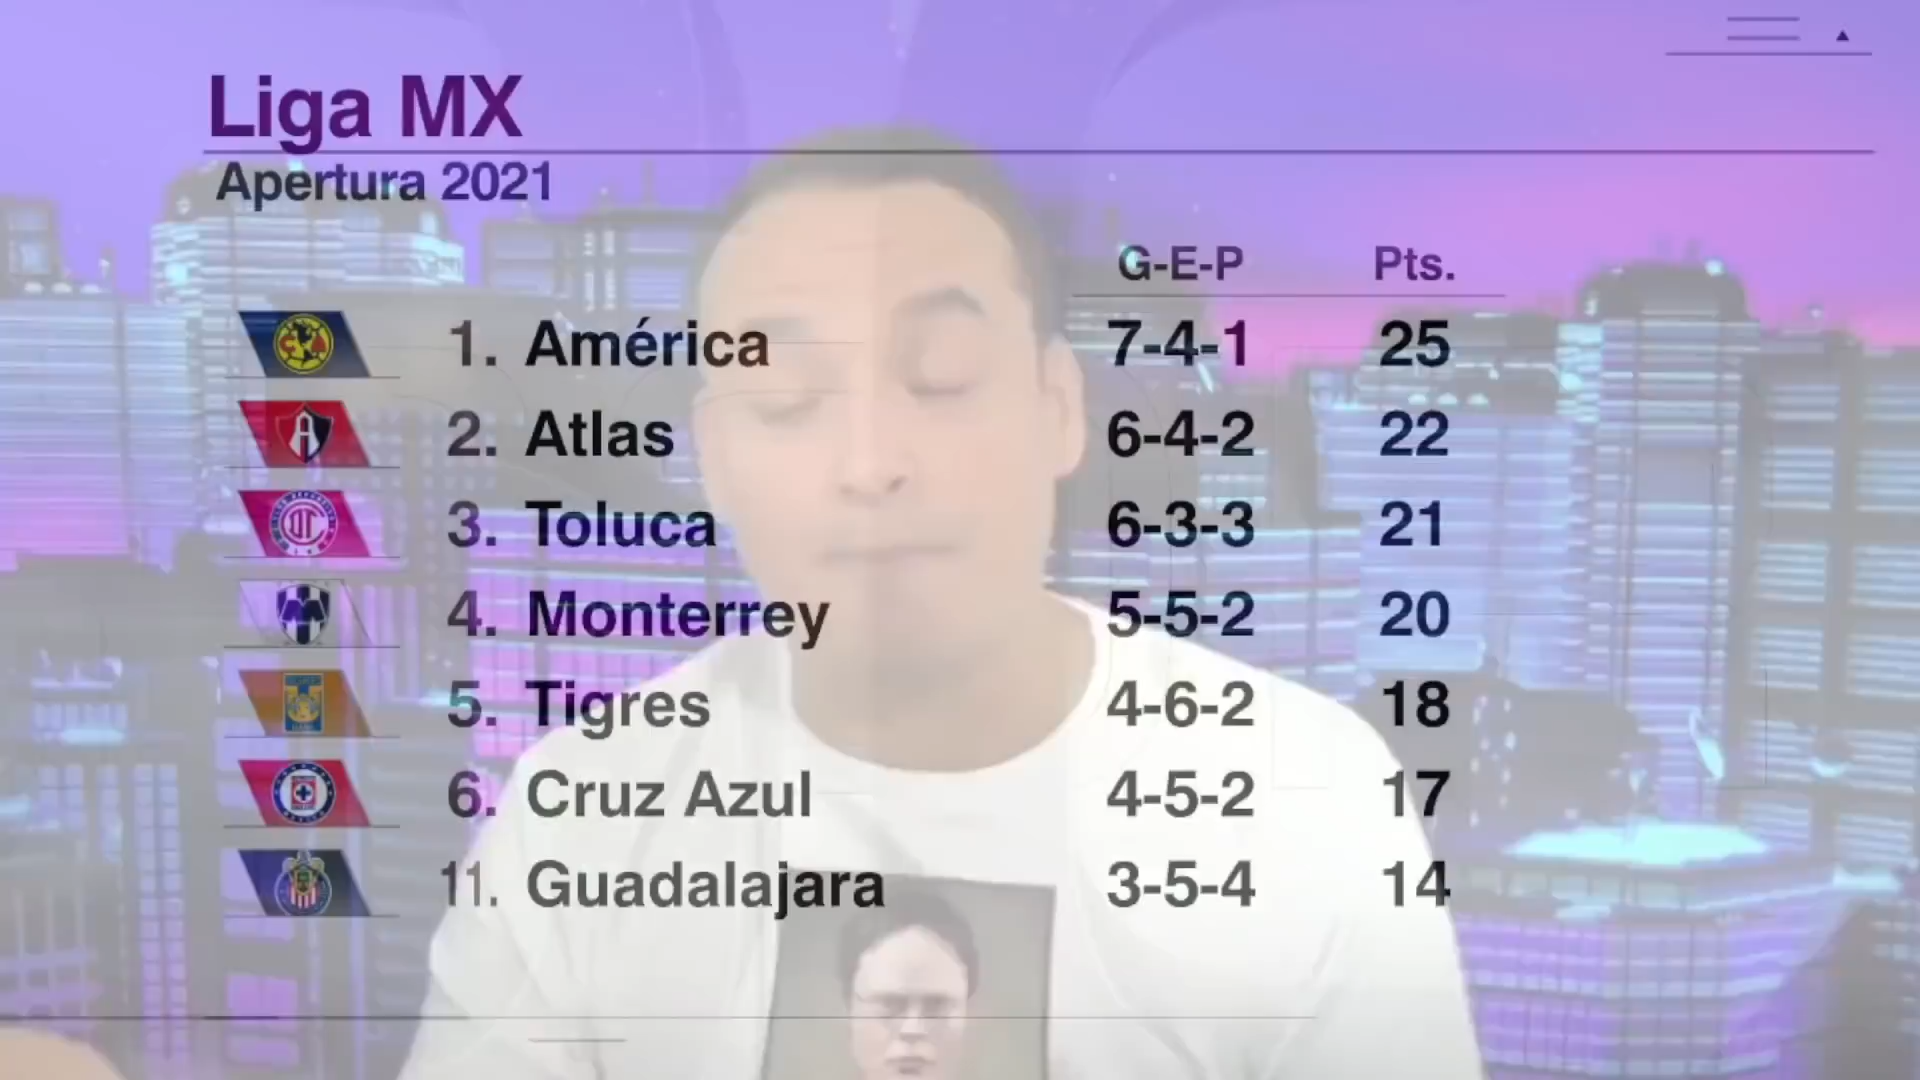 Liga MX
Apertura 2021
G-E-P Pts.
1. América 7-4-1 25
2. Atlas 6-4-2 22
3. Toluca 6-3-3 21
4. Monterrey 5-5-2 20
5. Tigres 4-6-2 18
6. Cruz Azul 4-5-2 17
11. Guadalajara 3-5-4 14